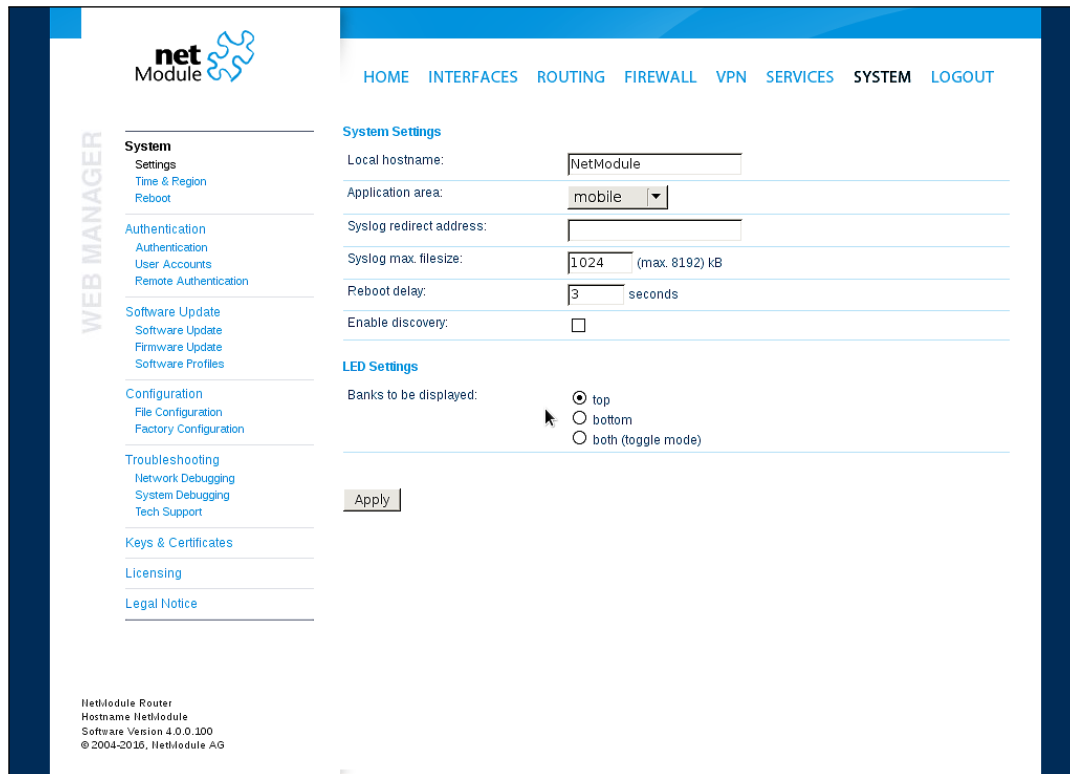 net
Module
HOME INTERFACES ROUTING FIREWALL VPN SERVICES SYSTEM LOGOUT
WEB MANAGER
System
Settings
Time & Region
Reboot
Authentication
Authentication
User Accounts
Remote Authentication
Software Update
Software Update
Firmware Update
Software Profiles
Configuration
File Configuration
Factory Configuration
Troubleshooting
Network Debugging
System Debugging
Tech Support
Keys & Certificates
Licensing
Legal Notice
System Settings
Local hostname: NetModule
Application area: mobile
Syslog redirect address:
Syslog max. filesize: 1024 (max. 8192) kB
Reboot delay: 3 seconds
Enable discovery:
LED Settings
Banks to be displayed: top
bottom
both (toggle mode)
Apply
NetModule Router
Hostname NetModule
Software Version 4.0.0.100
© 2004-2016, NetModule AG